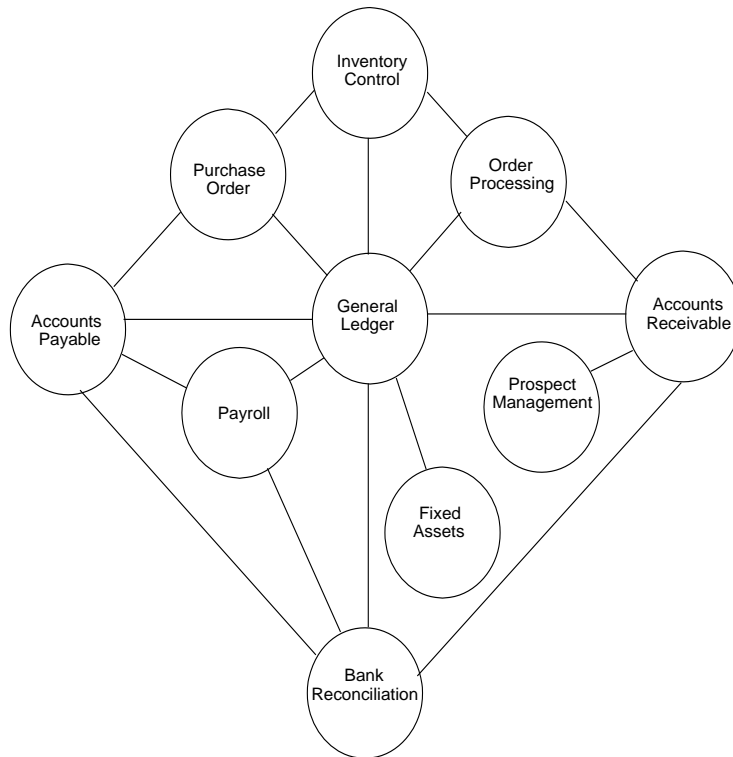 Inventory
Control
Purchase
Order
Order
Processing
General
Ledger
Accounts
Payable
Accounts
Receivable
Payroll
Prospect
Management
Fixed
Assets
Bank
Reconciliation